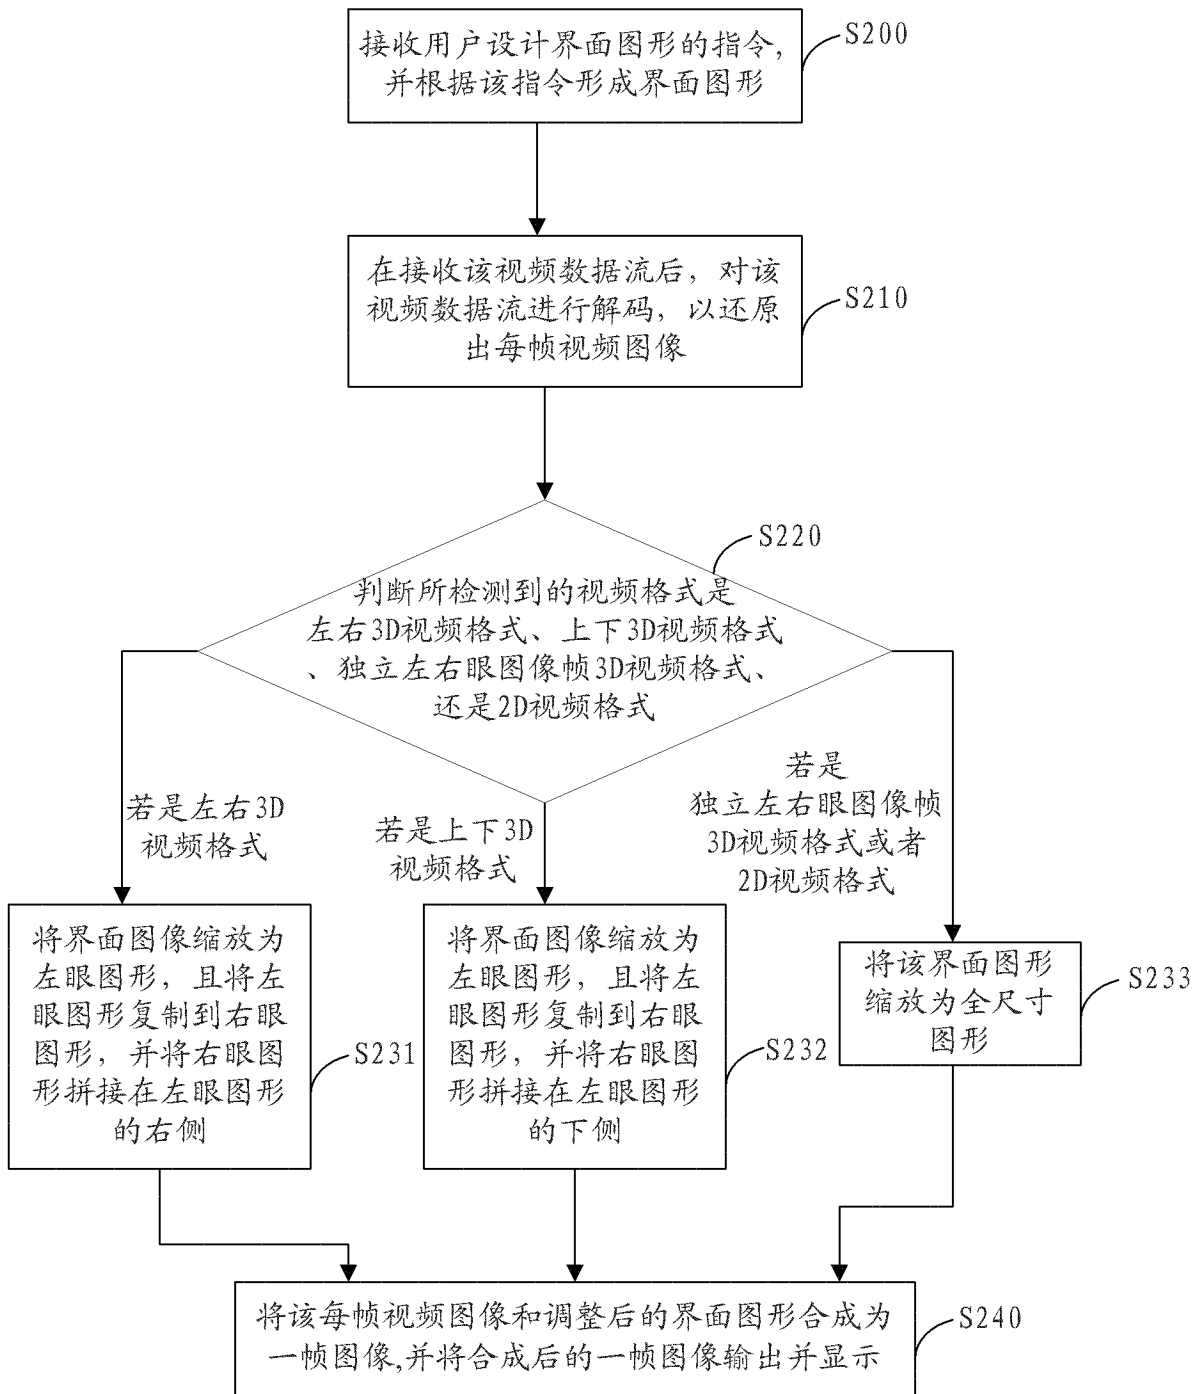 接收用户设计界面图形的指令,
并根据该指令形成界面图形
S200
在接收该视频数据流后，对该
视频数据流进行解码，以还原
出每帧视频图像
S210
S220
判断所检测到的视频格式是
左右3D视频格式、上下3D视频格式
、独立左右眼图像帧3D视频格式、
还是2D视频格式
若是左右3D
视频格式
若是上下3D
视频格式
若是
独立左右眼图像帧
3D视频格式或者
2D视频格式
将界面图像缩放为
左眼图形，且将左
眼图形复制到右眼
图形，并将右眼图
形拼接在左眼图形
的右侧
S231
将界面图像缩放为
左眼图形，且将左
眼图形复制到右眼
图形，并将右眼图
形拼接在左眼图形
的下侧
S232
将该界面图形
缩放为全尺寸
图形
S233
将该每帧视频图像和调整后的界面图形合成为
一帧图像,并将合成后的一帧图像输出并显示
S240